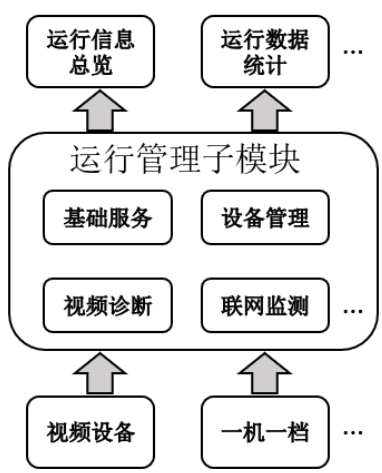 运行信息
总览
运行数据
统计
...
运行管理子模块
基础服务
设备管理
视频诊断
联网监测
...
视频设备
一机一档
...